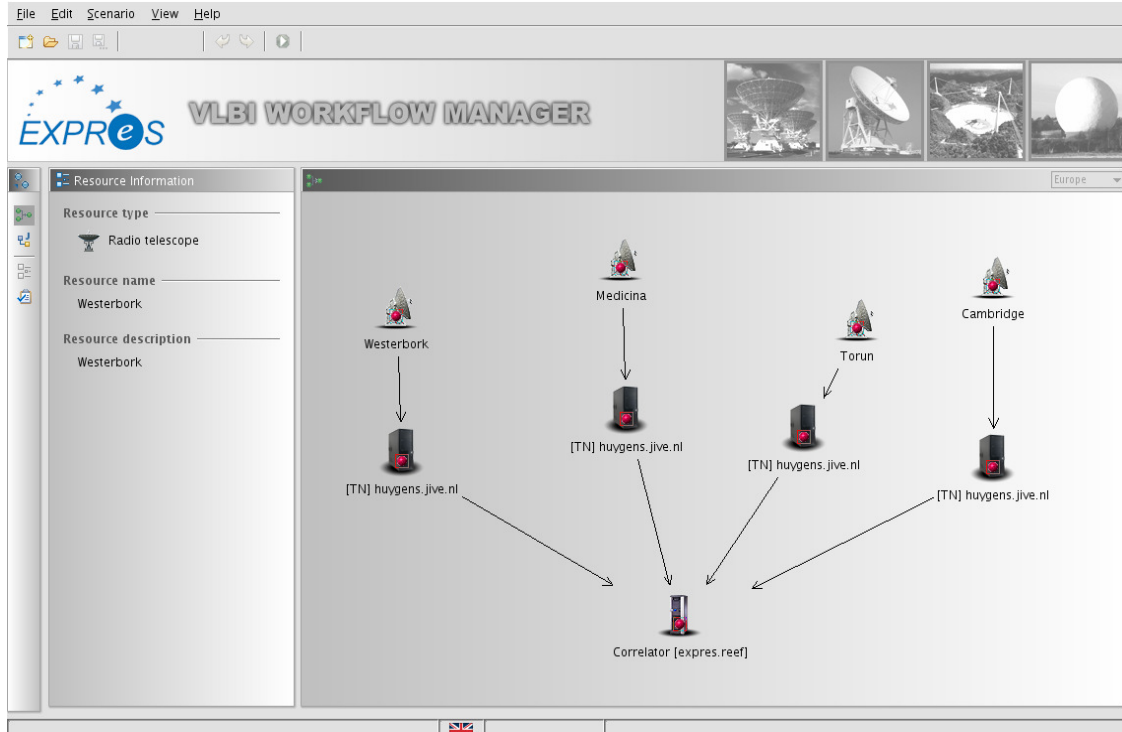 File Edit Scenario View Help
EXPReS
VLBI WORKFLOW MANAGER
Resource Information
Europe
Resource type
Radio telescope
Resource name
Westerbork
Resource description
Westerbork
Medicina
Cambridge
Westerbork
Torun
[TN] huygens.jive.nl
[TN] huygens.jive.nl
[TN] huygens.jive.nl
[TN] huygens.jive.nl
Correlator [expres.reef]